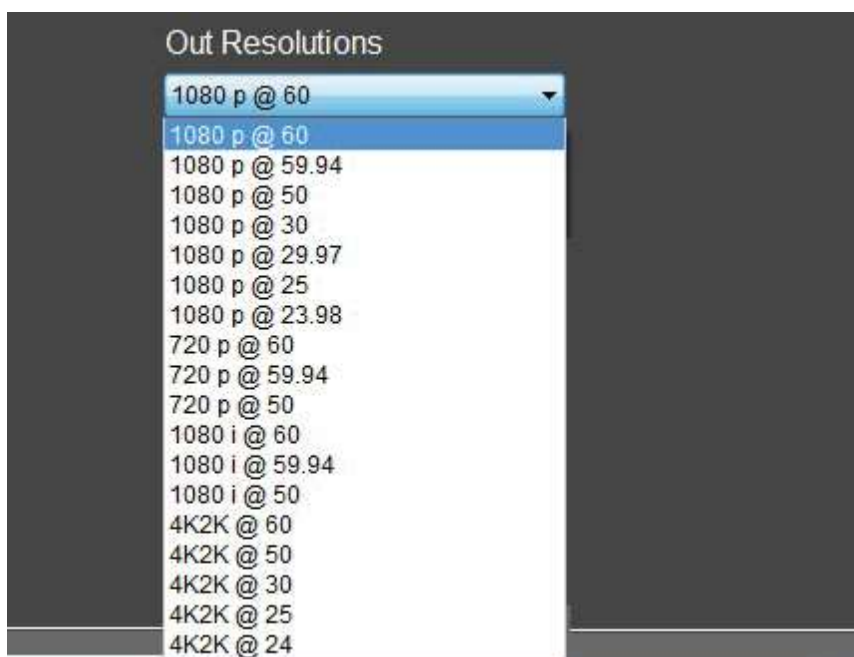 Out Resolutions
1080 p @ 60
1080 p @ 60
1080 p @ 59.94
1080 p @ 50
1080 p @ 30
1080 p @ 29.97
1080 p @ 25
1080 p @ 23.98
720 p @ 60
720 p @ 59.94
720 p @ 50
1080 i @ 60
1080 i @ 59.94
1080 i @ 50
4K2K @ 60
4K2K @ 50
4K2K @ 30
4K2K @ 25
4K2K @ 24